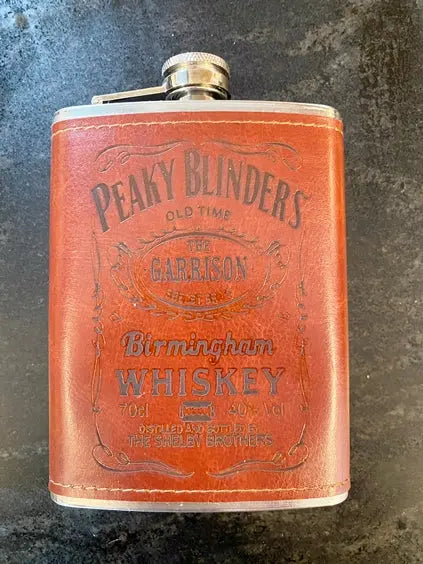 PEAKY BLINDERS
OLD TIME
THE
GARRISON
Birmingham
WHISKEY
70cl 40% Vol
DISTILLED AND BOTTLED BY
THE SHELBY BROTHERS